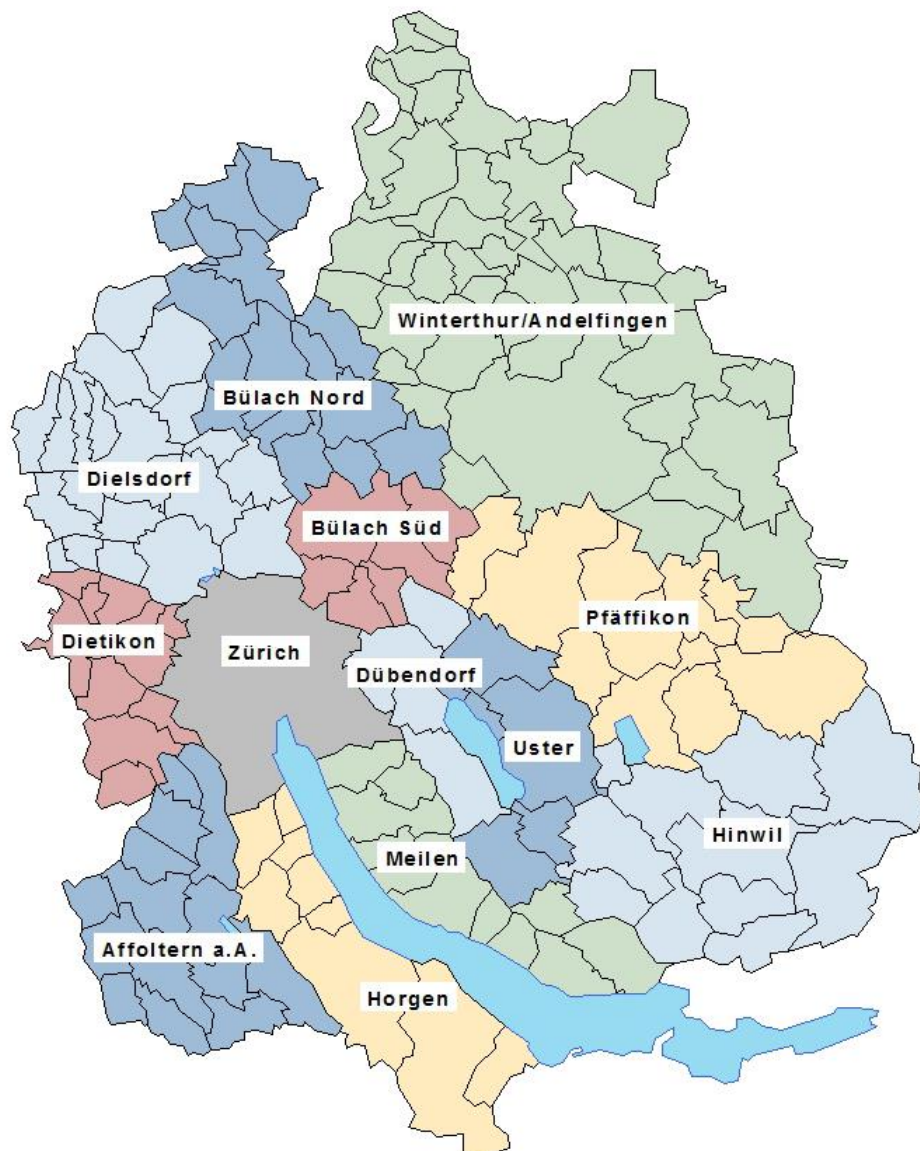 Winterthur/Andelfingen
Bülach Nord
Dielsdorf
Bülach Süd
Pfäffikon
Dietikon
Zürich
Dübendorf
Uster
Hinwil
Meilen
Affoltern a.A.
Horgen